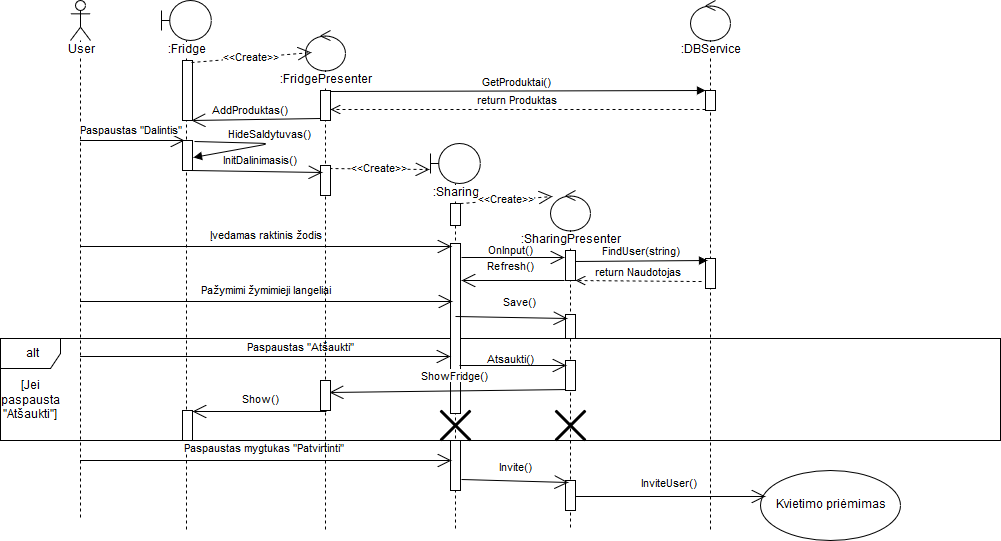 User
:Fridge
:FridgePresenter
:DBService
<<Create>>
GetProduktai()
return Produktas
AddProduktas()
Paspaustas "Dalintis"
HideSaldytuvas()
InitDalinimasis()
<<Create>>
:Sharing
<<Create>>
:SharingPresenter
Įvedamas raktinis žodis
OnInput()
FindUser(string)
Refresh()
return Naudotojas
Pažymimi žymimieji langeliai
Save()
alt
Paspaustas "Atšaukti"
Atsaukti()
[Jei
paspausta
"Atšaukti"]
ShowFridge()
Show()
Paspaustas mygtukas "Patvirtinti"
Invite()
InviteUser()
Kvietimo priėmimas